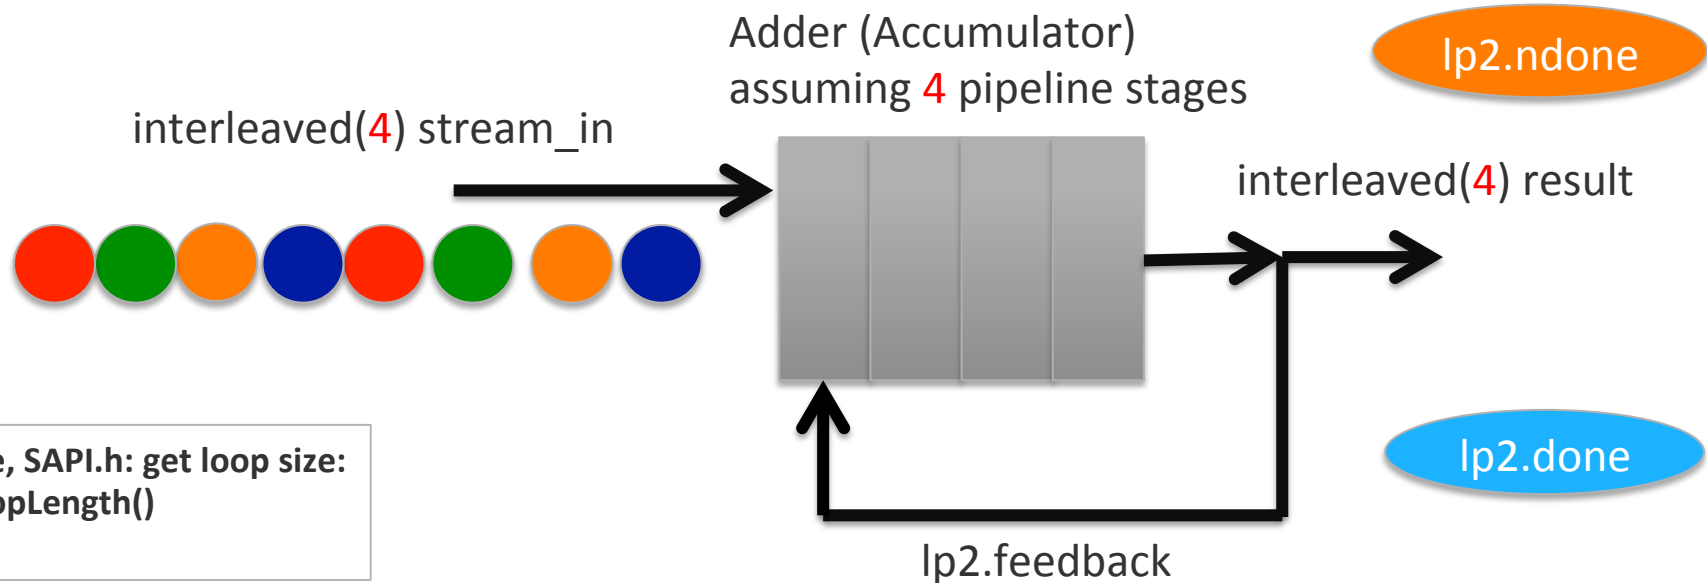 Adder (Accumulator)
assuming 4 pipeline stages
lp2.ndone
interleaved(4) stream_in
interleaved(4) result
SAPI.h: get loop size:
lp2.done
lp2.feedback